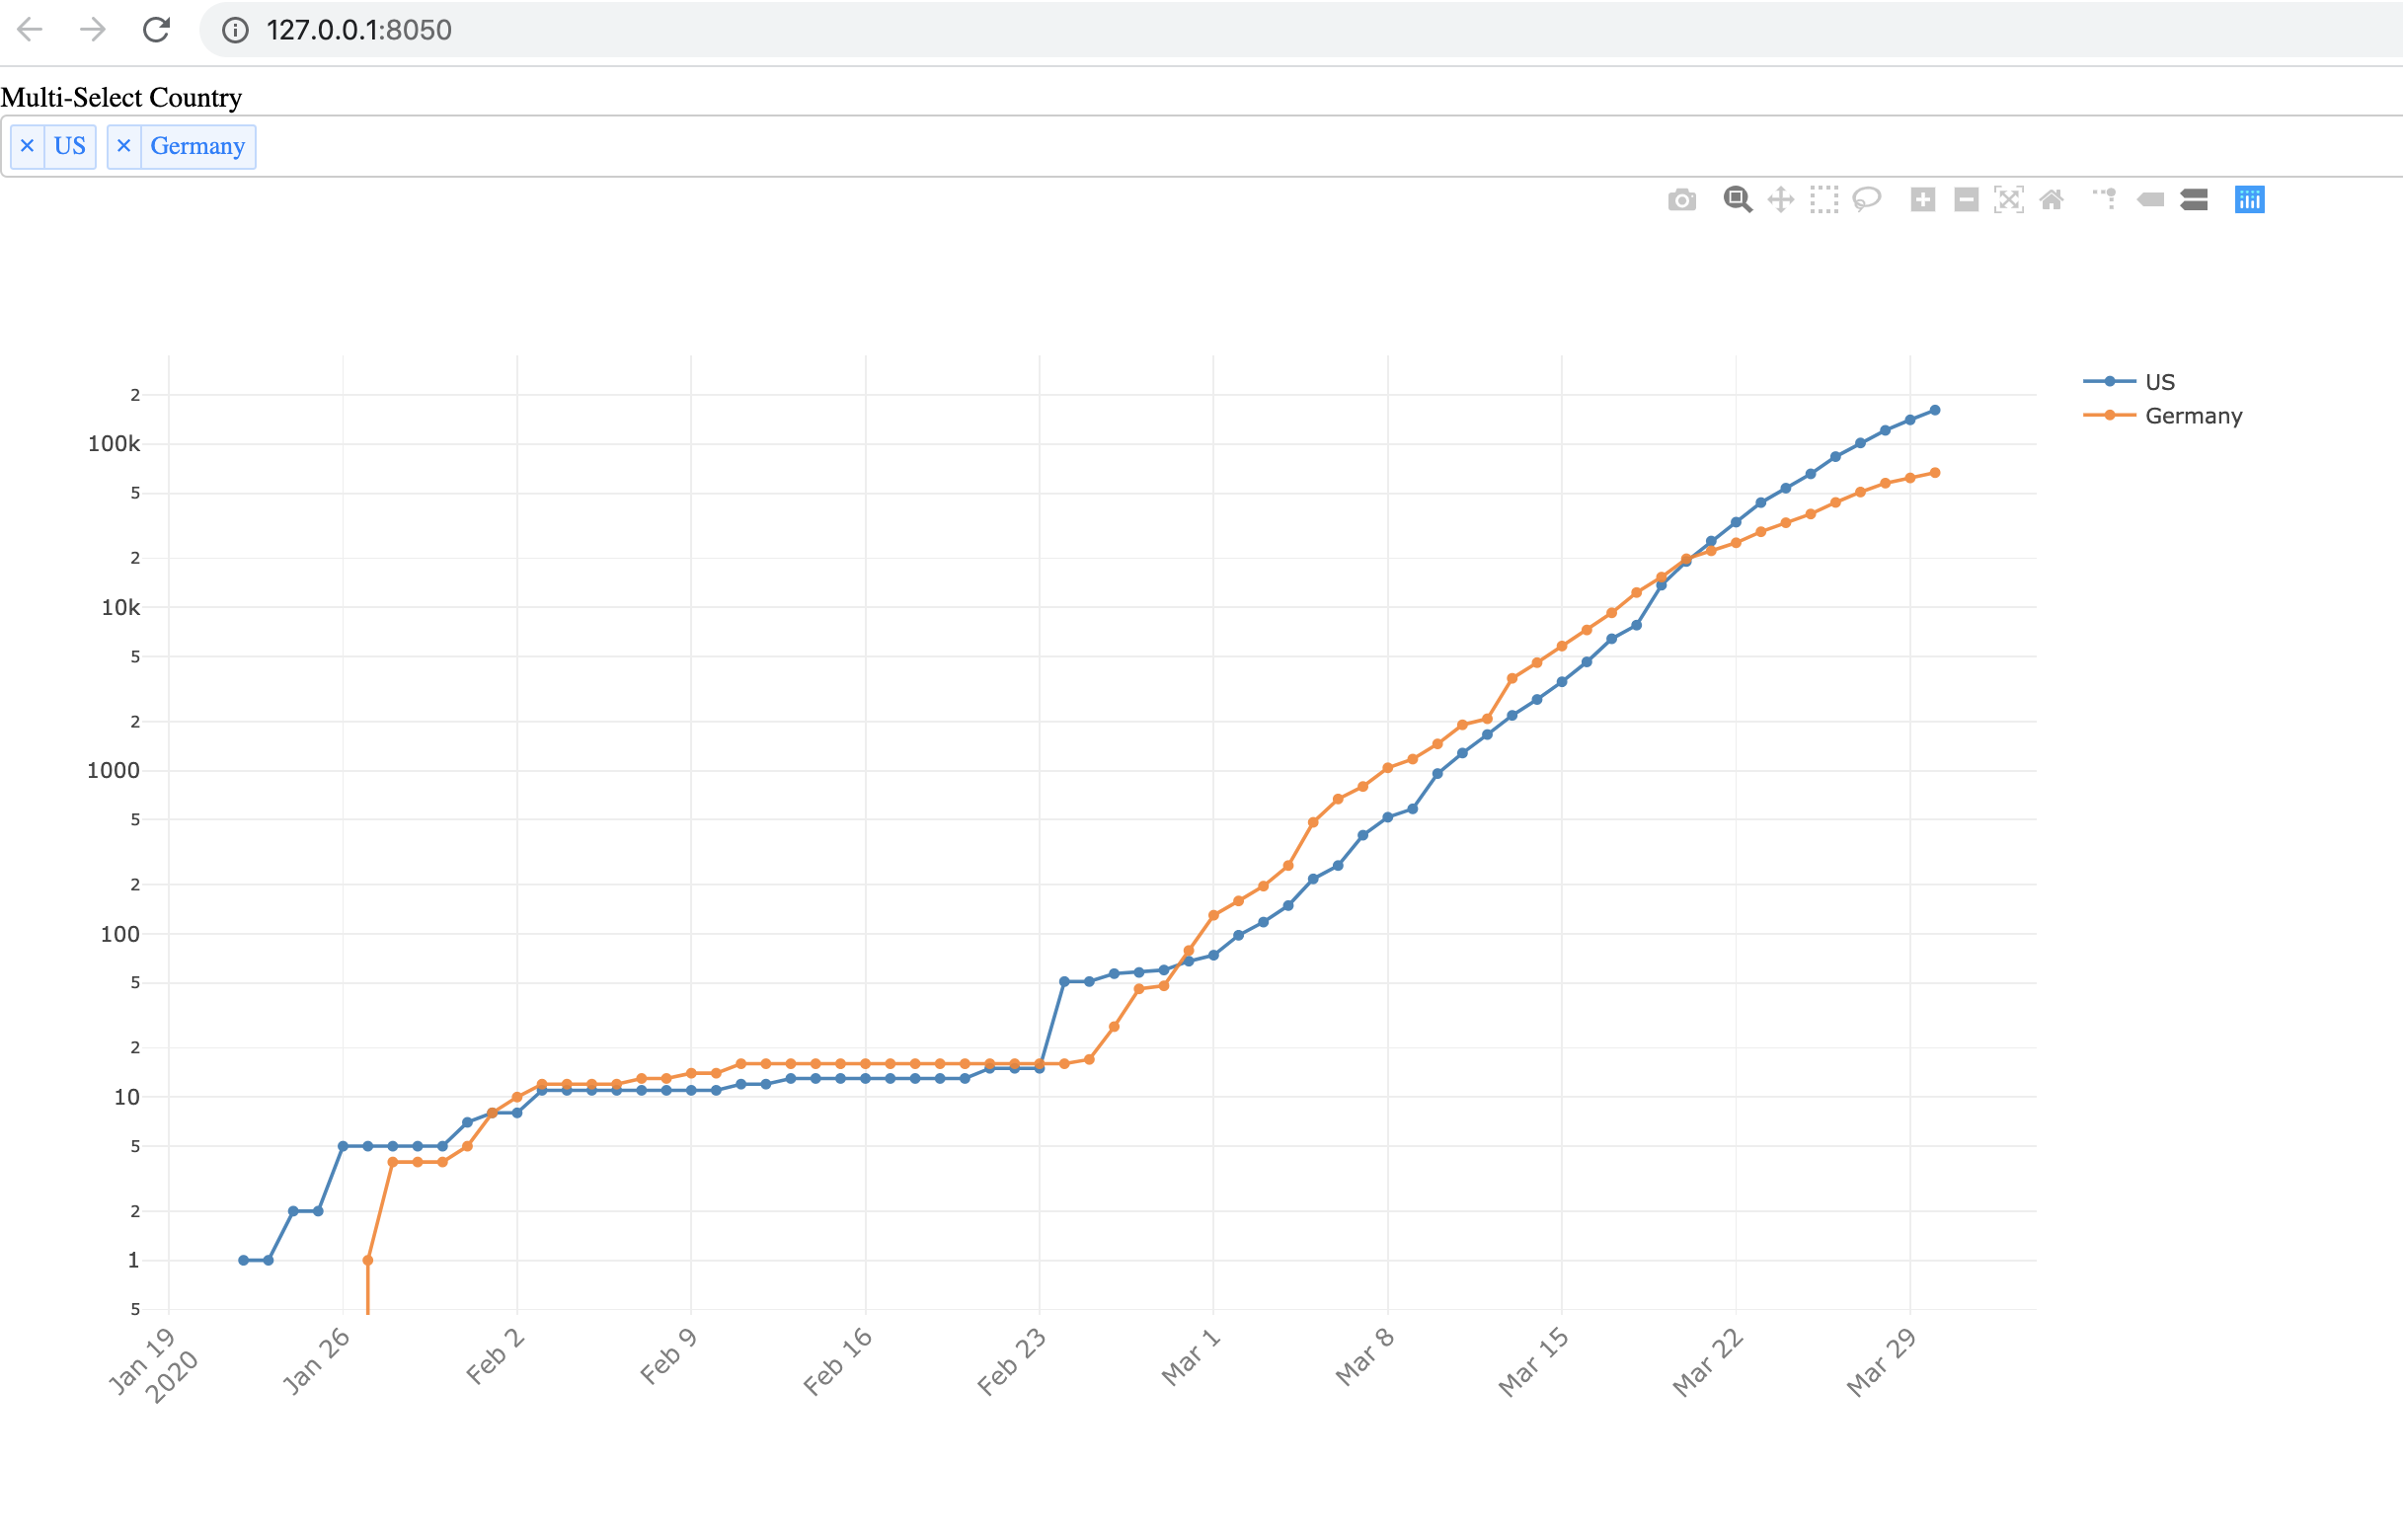 127.0.0.1:8050
Multi-Select Country
× US × Germany
US
Germany
2
100k
5
2
10k
5
2
1000
5
2
100
5
2
10
5
2
1
5
Jan 19
2020
Jan 26
Feb 2
Feb 9
Feb 16
Feb 23
Mar 1
Mar 8
Mar 15
Mar 22
Mar 29